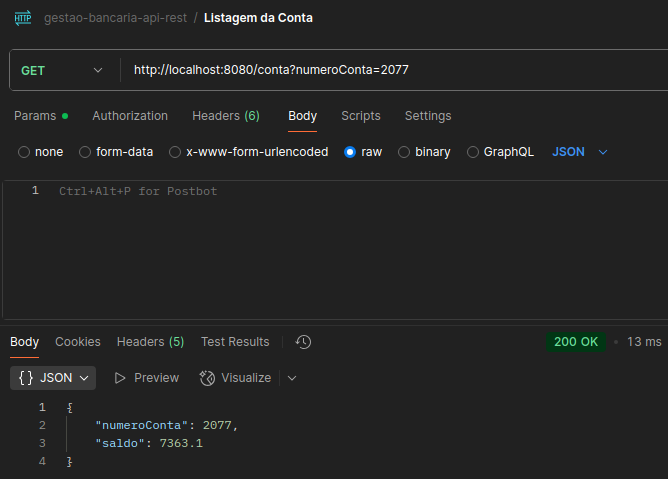 HTTP gestao-bancaria-api-rest / Listagem da Conta
GET http://localhost:8080/conta?numeroConta=2077
Params Authorization Headers (6) Body Scripts Settings
none form-data x-www-form-urlencoded raw binary GraphQL JSON
1 Ctrl+Alt+P for Postbot
Body Cookies Headers (5) Test Results 200 OK • 13 ms
{} JSON Preview Visualize
1 {
2 "numeroConta": 2077,
3 "saldo": 7363.1
4 }